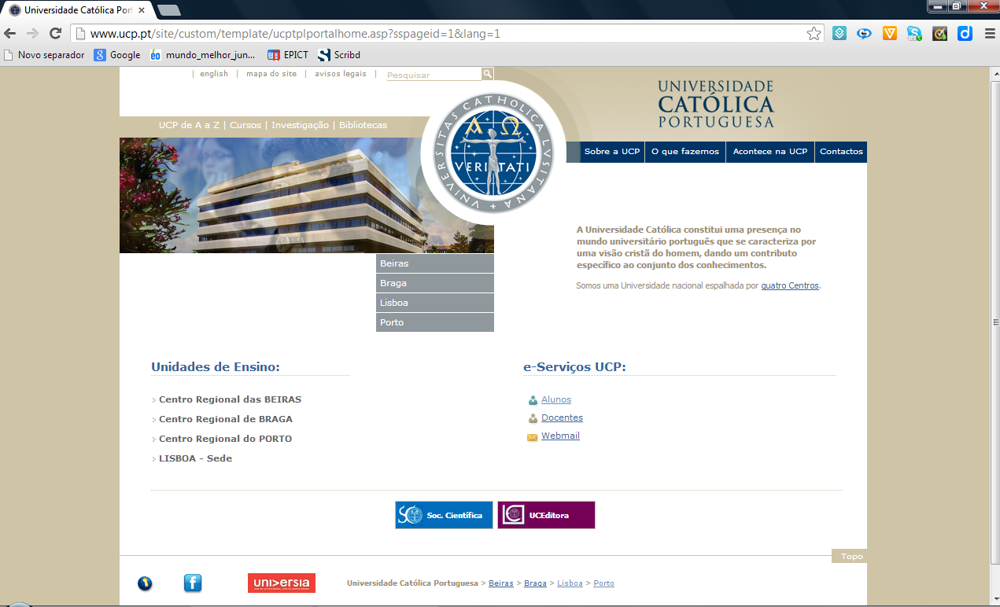 Universidade Católica Port
www.ucp.pt/site/custom/template/ucptplportalhome.asp?sspageid=1&lang=1
Novo separador Google mundo_melhor_jun... EPICT Scribd
| english | mapa do site | avisos legais | Pesquisar
UNIVERSIDADE
CATÓLICA
PORTUGUESA
UCP de A a Z | Cursos | Investigação | Bibliotecas
UNIVERSITAS CATHOLICA LVSITANA +
Α Ω
VERITATI
Sobre a UCP O que fazemos Acontece na UCP Contactos
A Universidade Católica constitui uma presença no
mundo universitário português que se caracteriza por
uma visão cristã do homem, dando um contributo
específico ao conjunto dos conhecimentos.
Somos uma Universidade nacional espalhada por quatro Centros.
Beiras
Braga
Lisboa
Porto
Unidades de Ensino:
Centro Regional das BEIRAS
Centro Regional de BRAGA
Centro Regional do PORTO
LISBOA - Sede
e-Serviços UCP:
Alunos
Docentes
Webmail
Soc. Científica
UCEditora
Topo
universia
Universidade Católica Portuguesa > Beiras > Braga > Lisboa > Porto